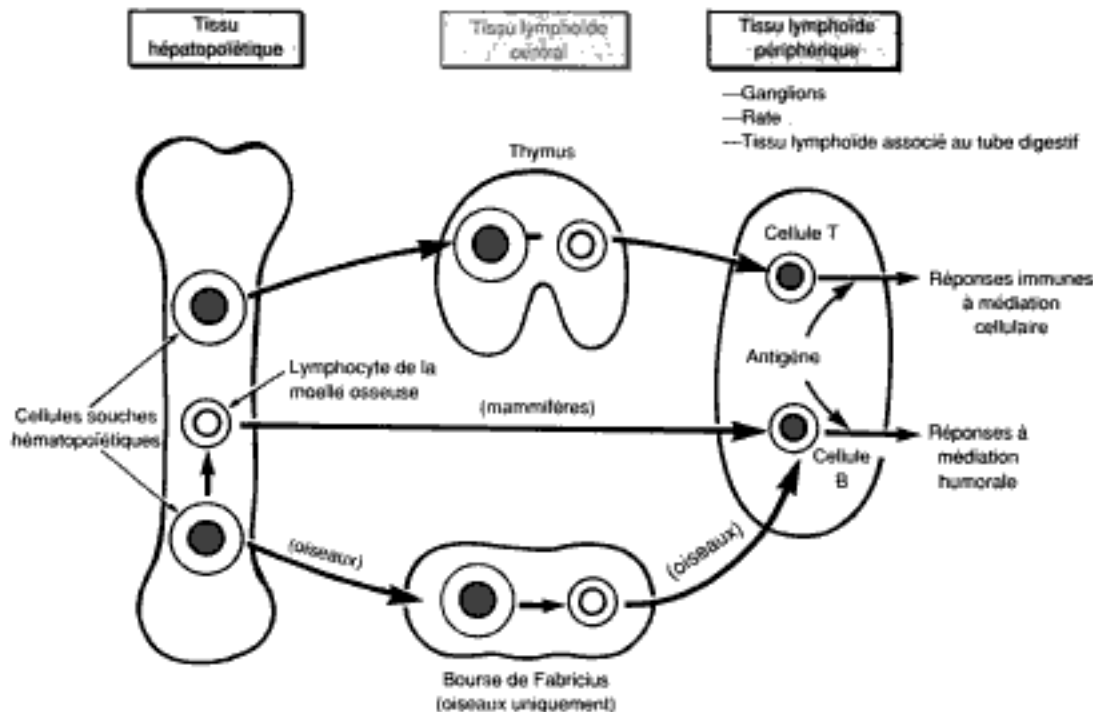 Tissu
hépatopoïétique
Tissu lymphoïde
central
Tissu lymphoïde
périphérique
—Ganglions
—Rate
—Tissu lymphoïde associé au tube digestif
Thymus
Cellule T
Réponses immunes
à médiation
cellulaire
Lymphocyte de la
moelle osseuse
Antigène
Cellules souches
hématopoïétiques
(mammifères)
Réponses à
médiation
humorale
Cellule
B
(oiseaux)
(oiseaux)
Bourse de Fabricius
(oiseaux uniquement)